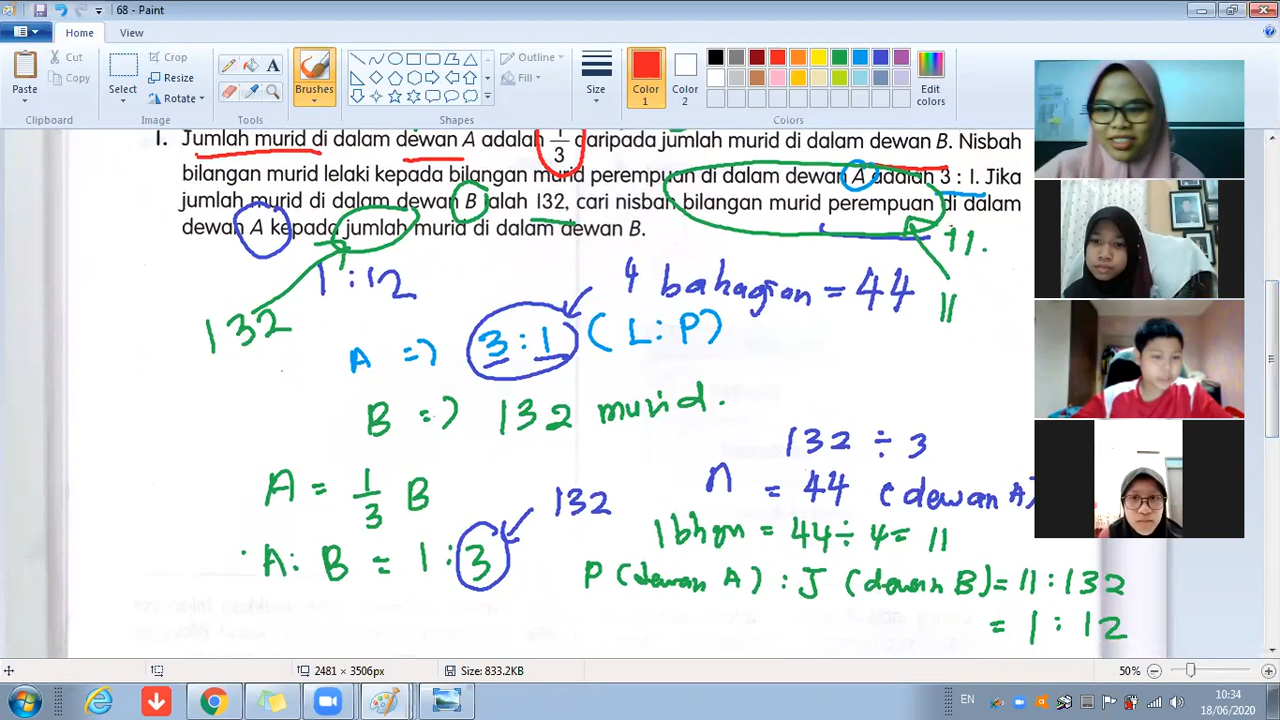 68 - Paint
Home View
Paste
Cut
Copy
Clipboard
Select
Crop
Resize
Rotate
Image
A
Tools
Brushes
Outline
Fill
Shapes
Size
Color 1
Color 2
Edit colors
Colors
1. Jumlah murid di dalam dewan A adalah 1/3 daripada jumlah murid di dalam dewan B. Nisbah
bilangan murid lelaki kepada bilangan murid perempuan di dalam dewan A adalah 3 : 1. Jika
jumlah murid di dalam dewan B ialah 132, cari nisbah bilangan murid perempuan di dalam
dewan A kepada jumlah murid di dalam dewan B.
11.
1 : 12
4 bahagian = 44
11
132
A => 3 : 1 (L : P)
B => 132 murid.
132 ÷ 3
A = 1/3 B
n = 44 (dewan A)
132
1 bhgn = 44 ÷ 4 = 11
A : B = 1 : 3
P (dewan A) : J (dewan B) = 11 : 132
= 1 : 12
2481 × 3506px
Size: 833.2KB
50%
EN
10:34
18/06/2020